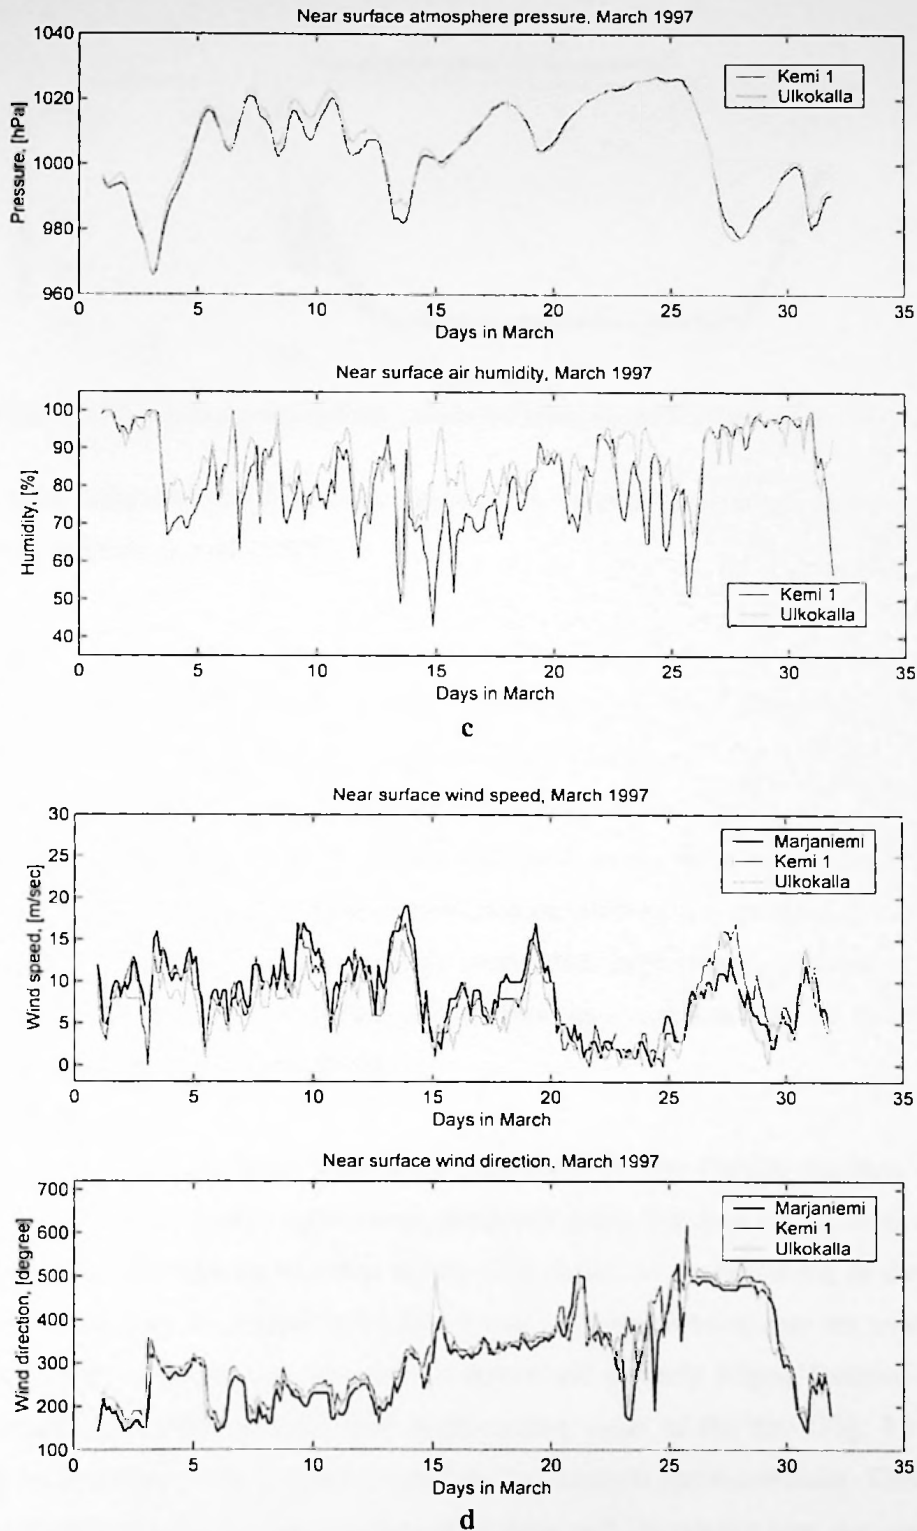 Near surface atmosphere pressure, March 1997
1040
1020
1000
980
960
Pressure, [hPa]
Kemi 1
Ulkokalla
0 5 10 15 20 25 30 35
Days in March
Near surface air humidity, March 1997
100
90
80
70
60
50
40
Humidity, [%]
Kemi 1
Ulkokalla
0 5 10 15 20 25 30 35
Days in March
c
Near surface wind speed, March 1997
30
25
20
15
10
5
0
Wind speed, [m/sec]
Marjaniemi
Kemi 1
Ulkokalla
0 5 10 15 20 25 30 35
Days in March
Near surface wind direction, March 1997
700
600
500
400
300
200
100
Wind direction, [degree]
Marjaniemi
Kemi 1
Ulkokalla
0 5 10 15 20 25 30 35
Days in March
d